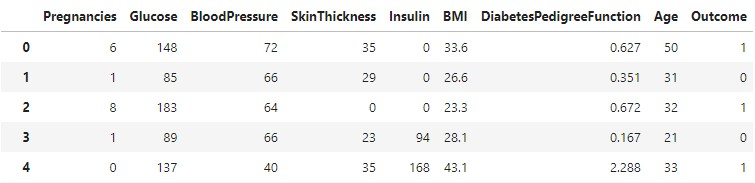 Pregnancies Glucose BloodPressure SkinThickness Insulin BMI DiabetesPedigreeFunction Age Outcome
0 6 148 72 35 0 33.6 0.627 50 1
1 1 85 66 29 0 26.6 0.351 31 0
2 8 183 64 0 0 23.3 0.672 32 1
3 1 89 66 23 94 28.1 0.167 21 0
4 0 137 40 35 168 43.1 2.288 33 1